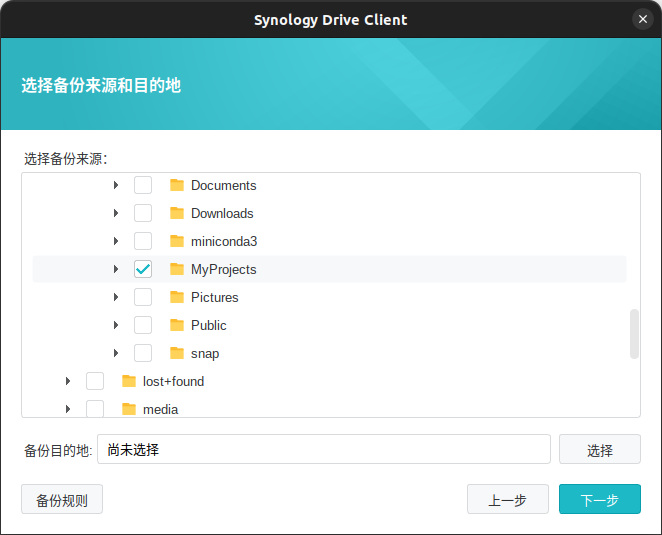 Synology Drive Client
选择备份来源和目的地
选择备份来源：
Documents
Downloads
miniconda3
MyProjects
Pictures
Public
snap
lost+found
media
备份目的地: 尚未选择 选择
备份规则 上一步 下一步